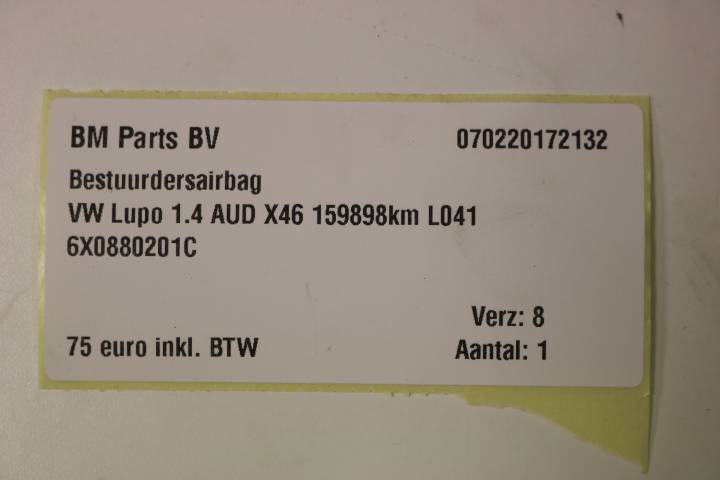 BM Parts BV 070220172132
Bestuurdersairbag
VW Lupo 1.4 AUD X46 159898km L041
6X0880201C
Verz: 8
75 euro inkl. BTW Aantal: 1